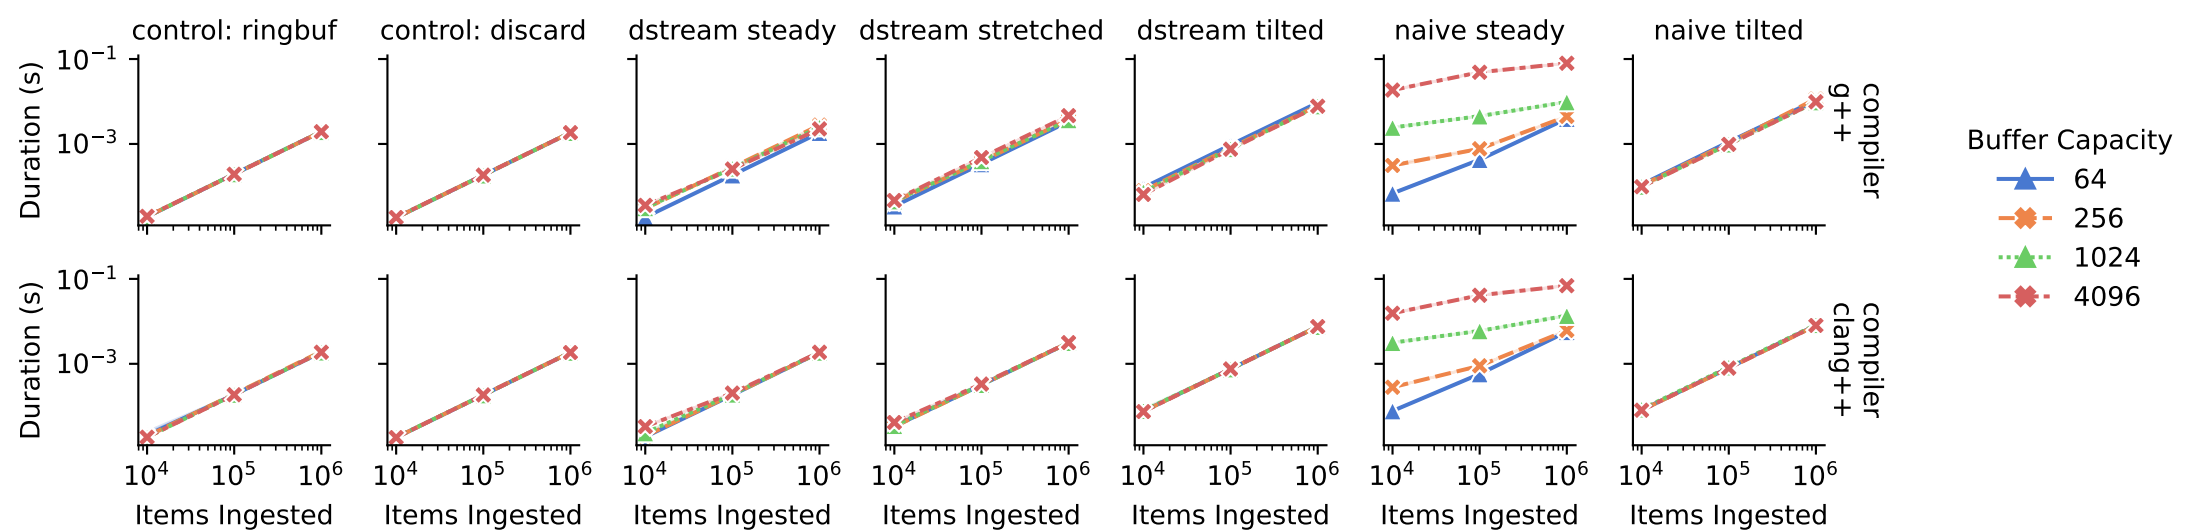 control: ringbuf
control: discard
dstream steady
dstream stretched
dstream tilted
naive steady
naive tilted
Duration (s)
10⁻¹
10⁻³
compiler
g++
Buffer Capacity
64
256
1024
4096
Duration (s)
10⁻¹
10⁻³
compiler
clang++
10⁴ 10⁵ 10⁶
10⁴ 10⁵ 10⁶
10⁴ 10⁵ 10⁶
10⁴ 10⁵ 10⁶
10⁴ 10⁵ 10⁶
10⁴ 10⁵ 10⁶
10⁴ 10⁵ 10⁶
Items Ingested
Items Ingested
Items Ingested
Items Ingested
Items Ingested
Items Ingested
Items Ingested